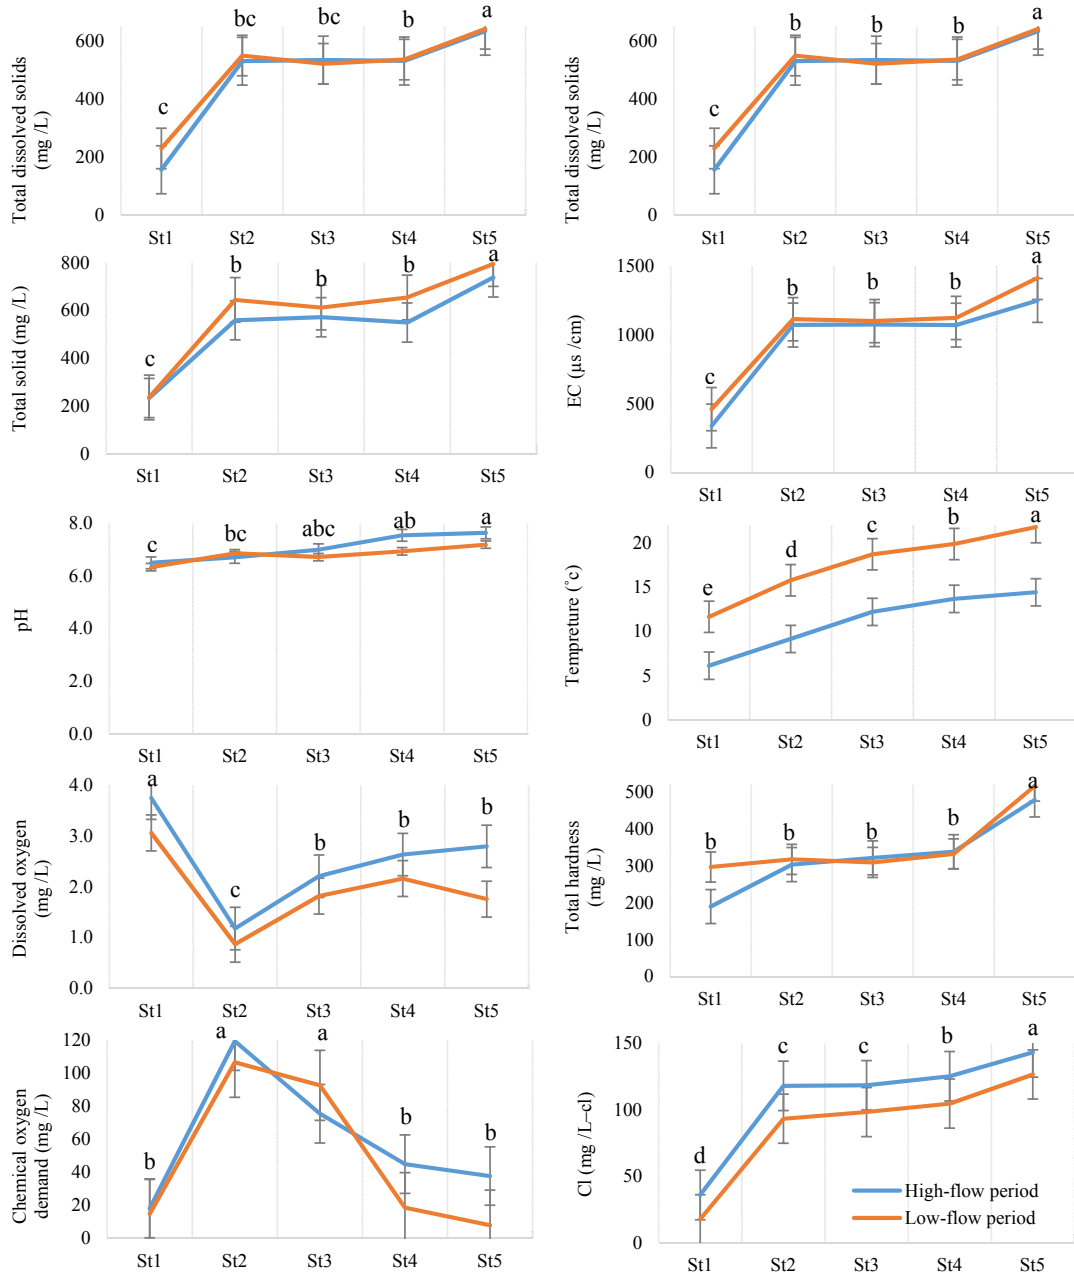 Total dissolved solids
(mg /L)
600
400
200
0
c
bc
bc
b
a
St1 St2 St3 St4 St5
Total dissolved solids
(mg /L)
600
400
200
0
c
b
b
b
a
St1 St2 St3 St4 St5
Total solid (mg /L)
800
600
400
200
0
c
b
b
b
a
St1 St2 St3 St4 St5
EC (µs /cm)
1500
1000
500
0
c
b
b
b
a
St1 St2 St3 St4 St5
pH
8.0
6.0
4.0
2.0
0.0
c
bc
abc
ab
a
St1 St2 St3 St4 St5
Tempreture (˚c)
20
15
10
5
0
e
d
c
b
a
St1 St2 St3 St4 St5
Dissolved oxygen
(mg /L)
4.0
3.0
2.0
1.0
0.0
a
c
b
b
b
St1 St2 St3 St4 St5
Total hardness
(mg /L)
500
400
300
200
100
0
b
b
b
b
a
St1 St2 St3 St4 St5
Chemical oxygen
demand (mg /L)
120
100
80
60
40
20
0
b
a
a
b
b
St1 St2 St3 St4 St5
Cl (mg /L–cl)
150
100
50
0
d
c
c
b
a
High-flow period
Low-flow period
St1 St2 St3 St4 St5